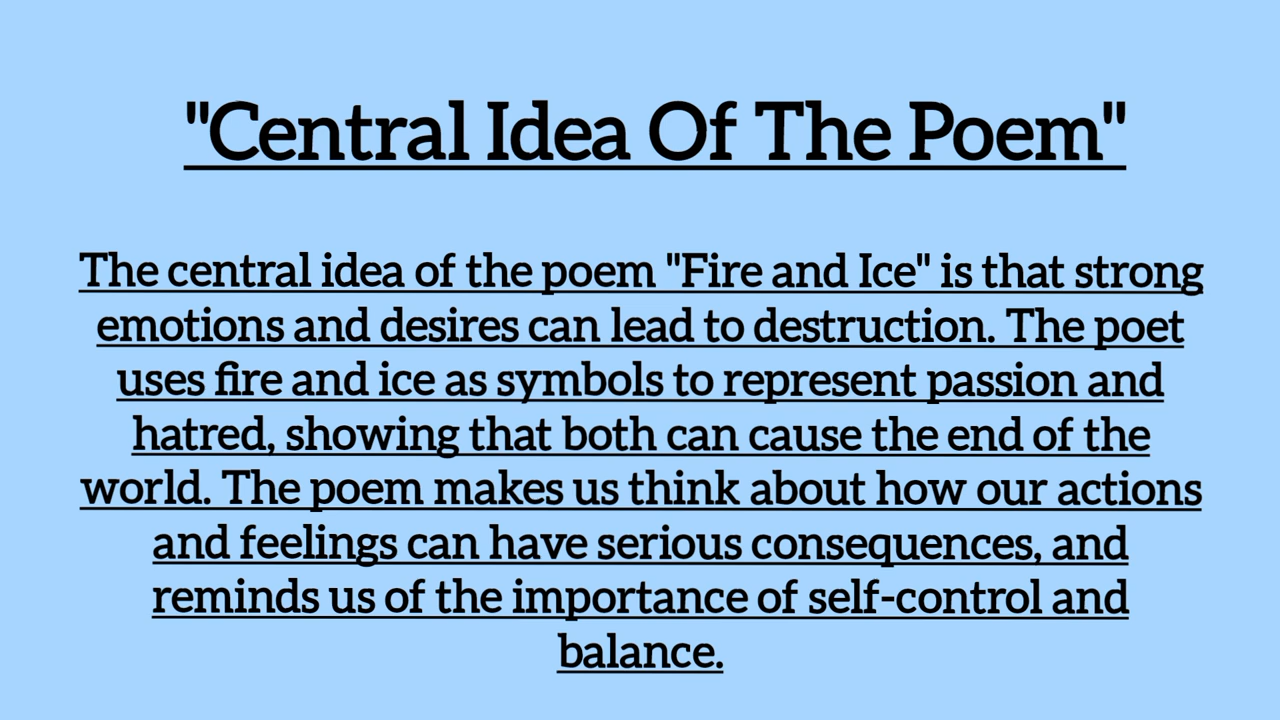 "Central Idea Of The Poem"
The central idea of the poem "Fire and Ice" is that strong
emotions and desires can lead to destruction. The poet
uses fire and ice as symbols to represent passion and
hatred, showing that both can cause the end of the
world. The poem makes us think about how our actions
and feelings can have serious consequences, and
reminds us of the importance of self-control and
balance.